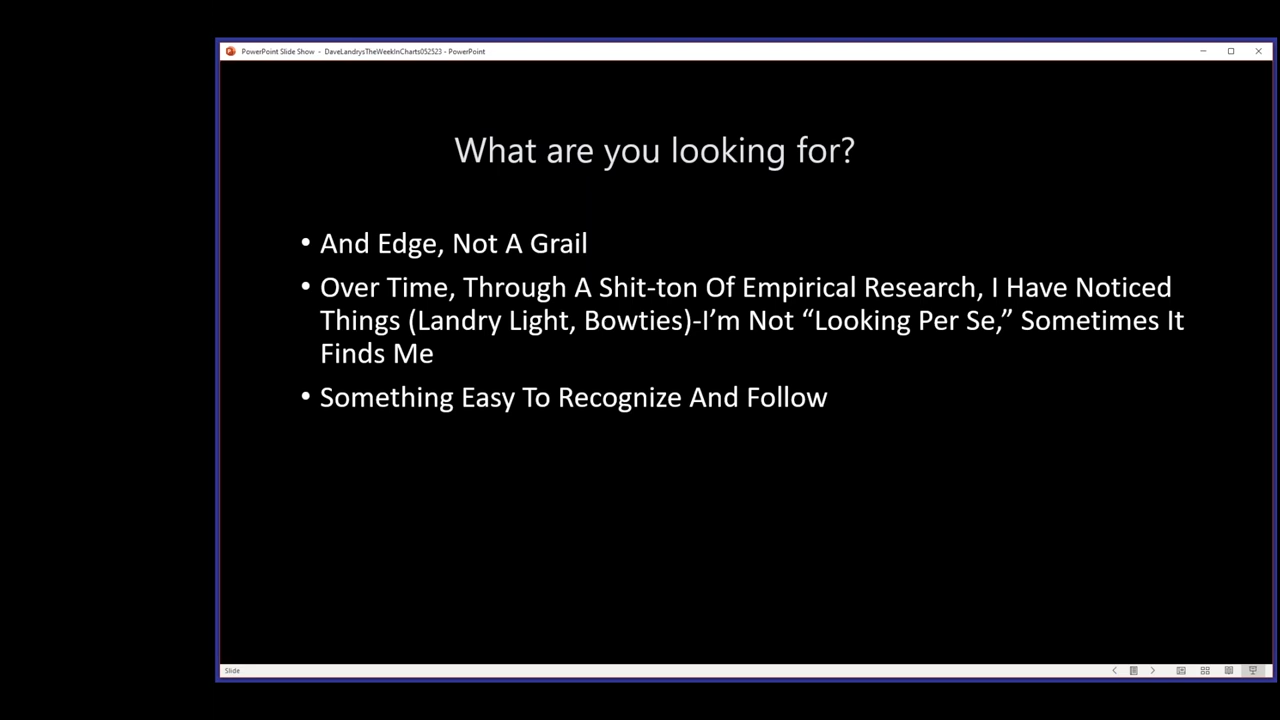 PowerPoint Slide Show - DaveLandrysTheWeekInCharts052523 - PowerPoint
What are you looking for?
• And Edge, Not A Grail
• Over Time, Through A Shit-ton Of Empirical Research, I Have Noticed
Things (Landry Light, Bowties)-I’m Not “Looking Per Se,” Sometimes It
Finds Me
• Something Easy To Recognize And Follow
Slide